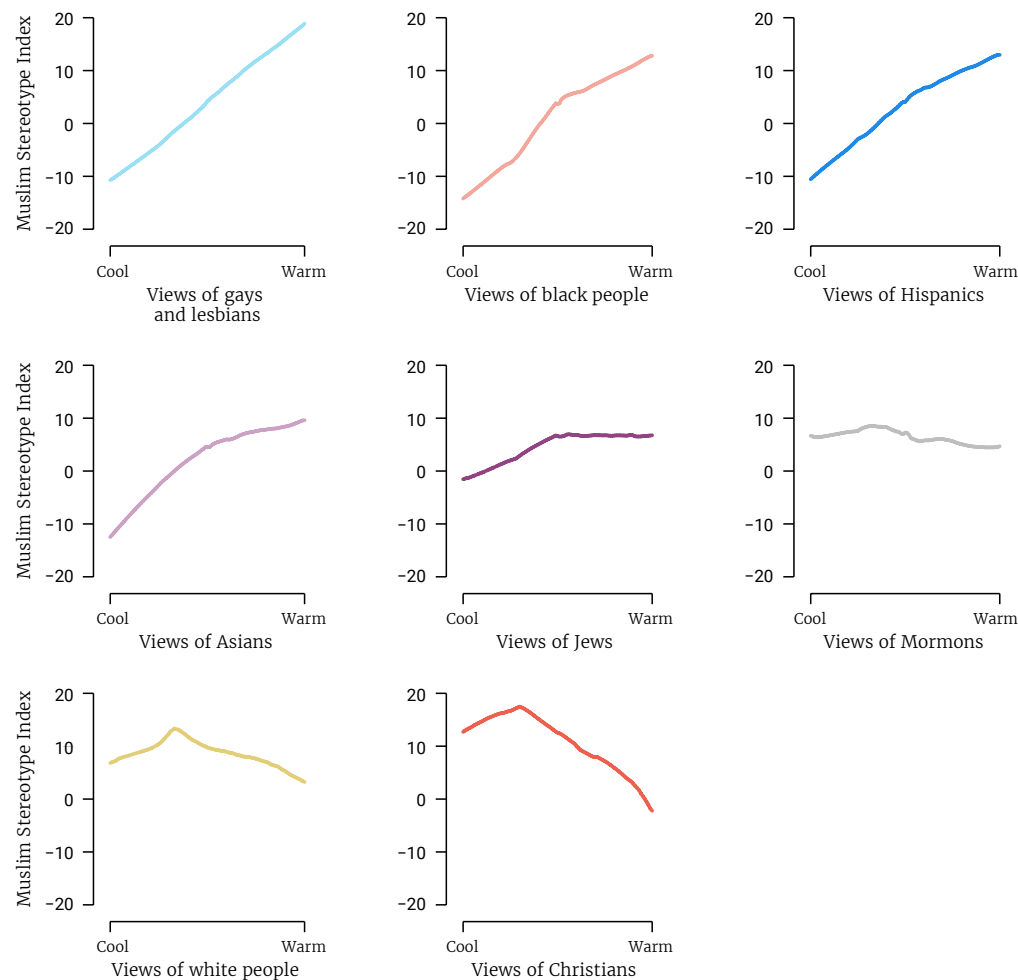 Muslim Stereotype Index
20
10
0
−10
−20
Cool
Warm
Views of gays
and lesbians
20
10
0
−10
−20
Cool
Warm
Views of black people
20
10
0
−10
−20
Cool
Warm
Views of Hispanics
Muslim Stereotype Index
20
10
0
−10
−20
Cool
Warm
Views of Asians
20
10
0
−10
−20
Cool
Warm
Views of Jews
20
10
0
−10
−20
Cool
Warm
Views of Mormons
Muslim Stereotype Index
20
10
0
−10
−20
Cool
Warm
Views of white people
20
10
0
−10
−20
Cool
Warm
Views of Christians